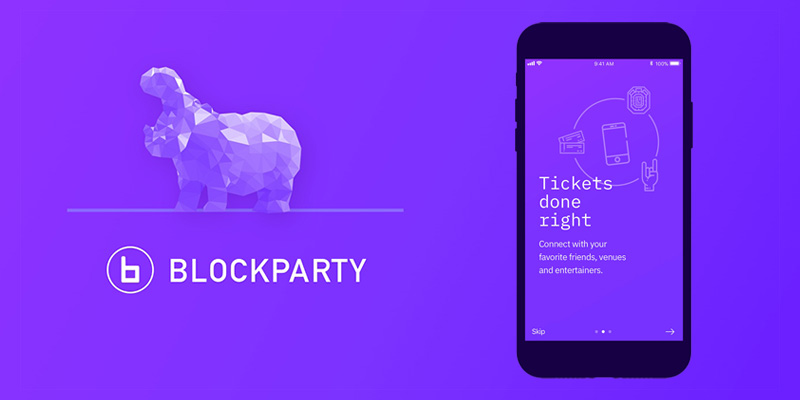 b BLOCKPARTY
9:41 AM
100%
Tickets
done
right
Connect with your
favorite friends, venues
and entertainers.
Skip